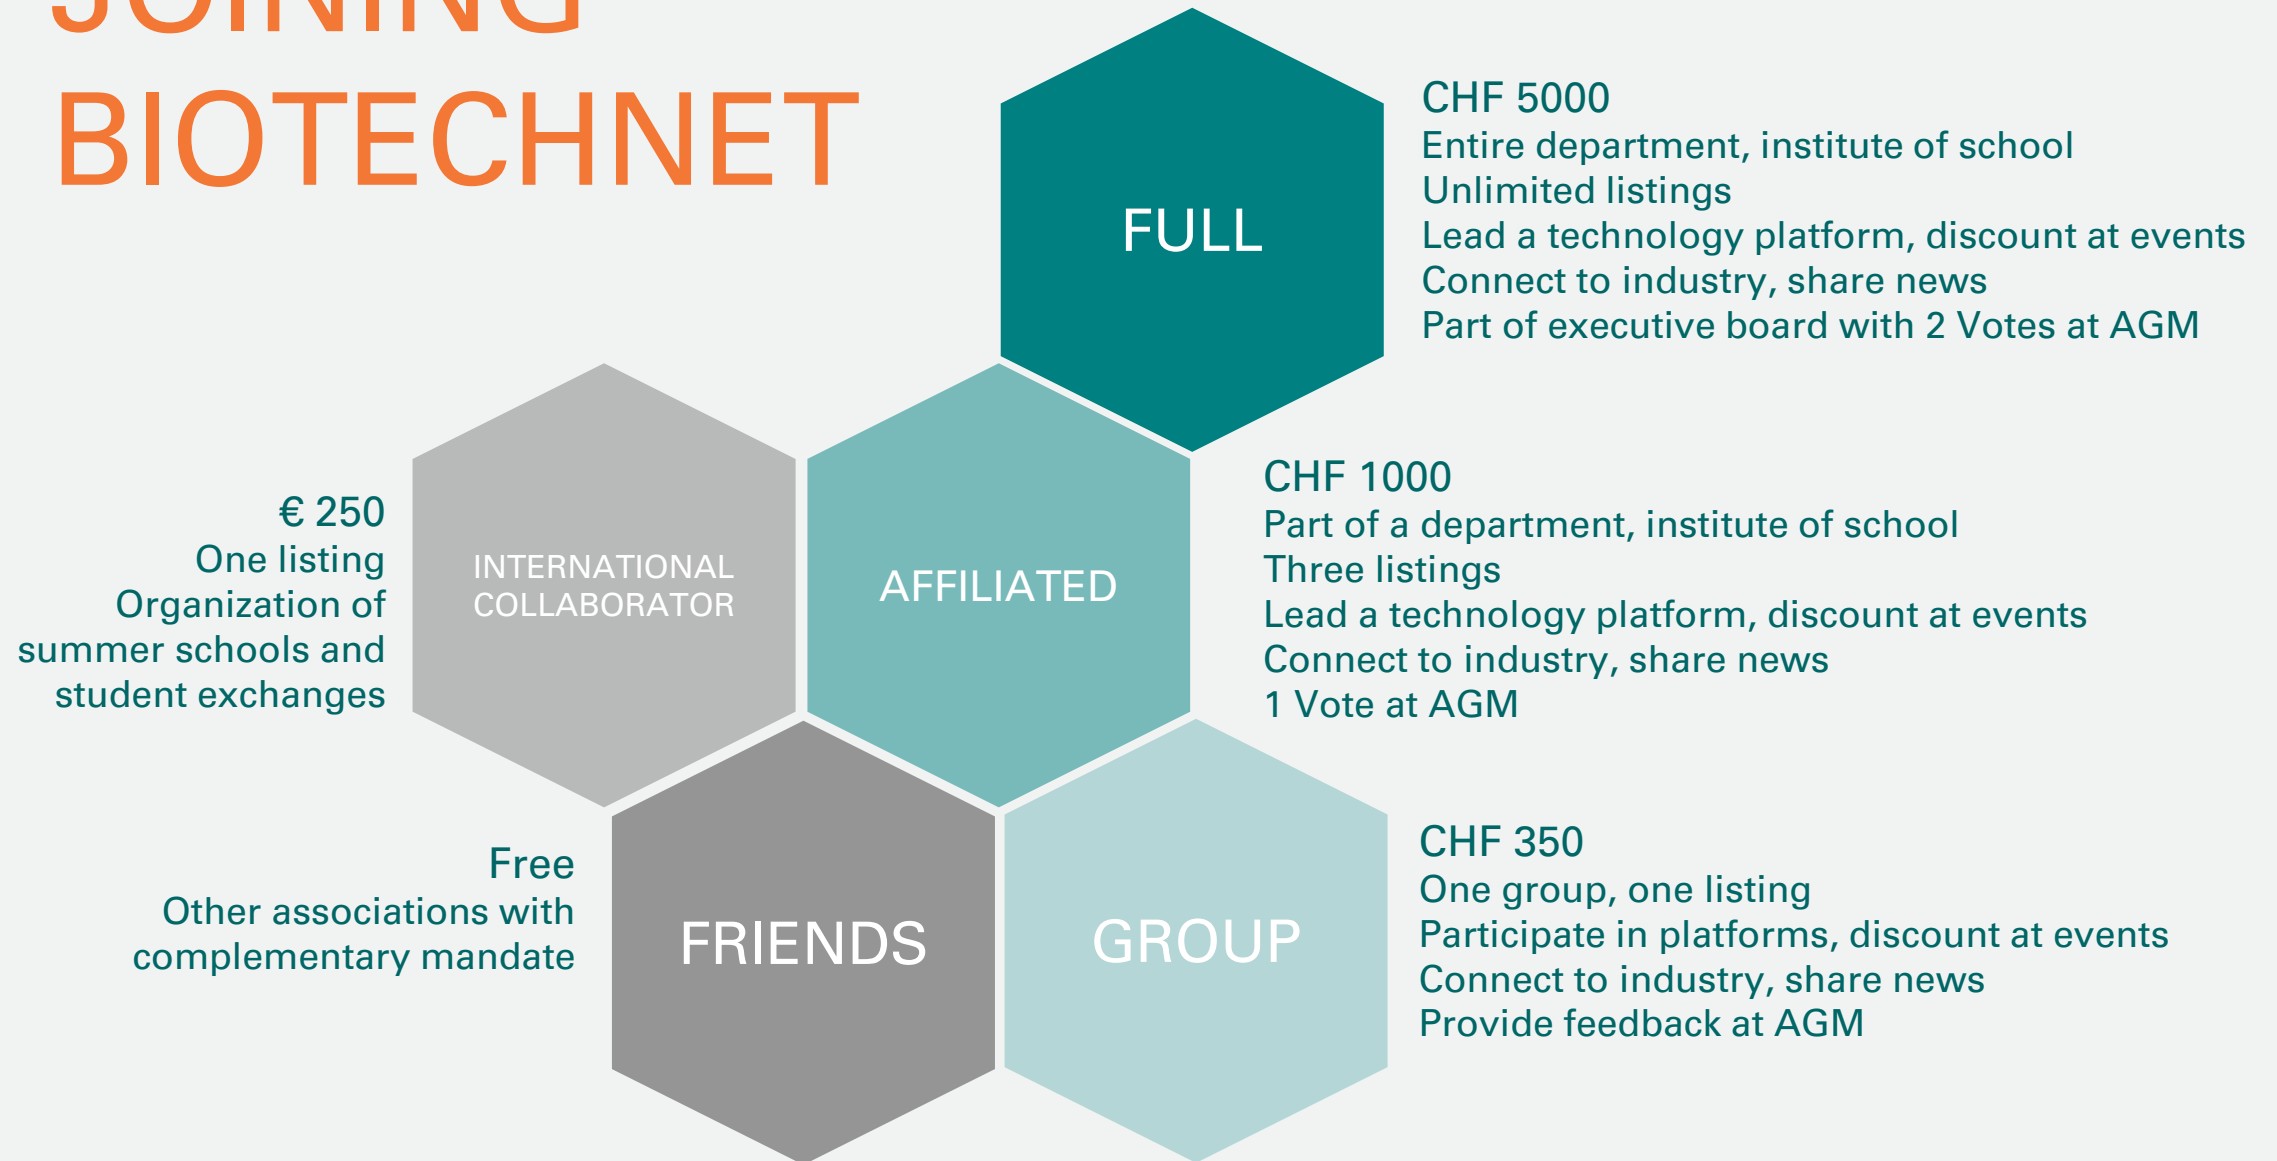 JOINING
BIOTECHNET
FULL
CHF 5000
Entire department, institute of school
Unlimited listings
Lead a technology platform, discount at events
Connect to industry, share news
Part of executive board with 2 Votes at AGM
€ 250
One listing
Organization of
summer schools and
student exchanges
INTERNATIONAL
COLLABORATOR
AFFILIATED
CHF 1000
Part of a department, institute of school
Three listings
Lead a technology platform, discount at events
Connect to industry, share news
1 Vote at AGM
Free
Other associations with
complementary mandate
FRIENDS
GROUP
CHF 350
One group, one listing
Participate in platforms, discount at events
Connect to industry, share news
Provide feedback at AGM